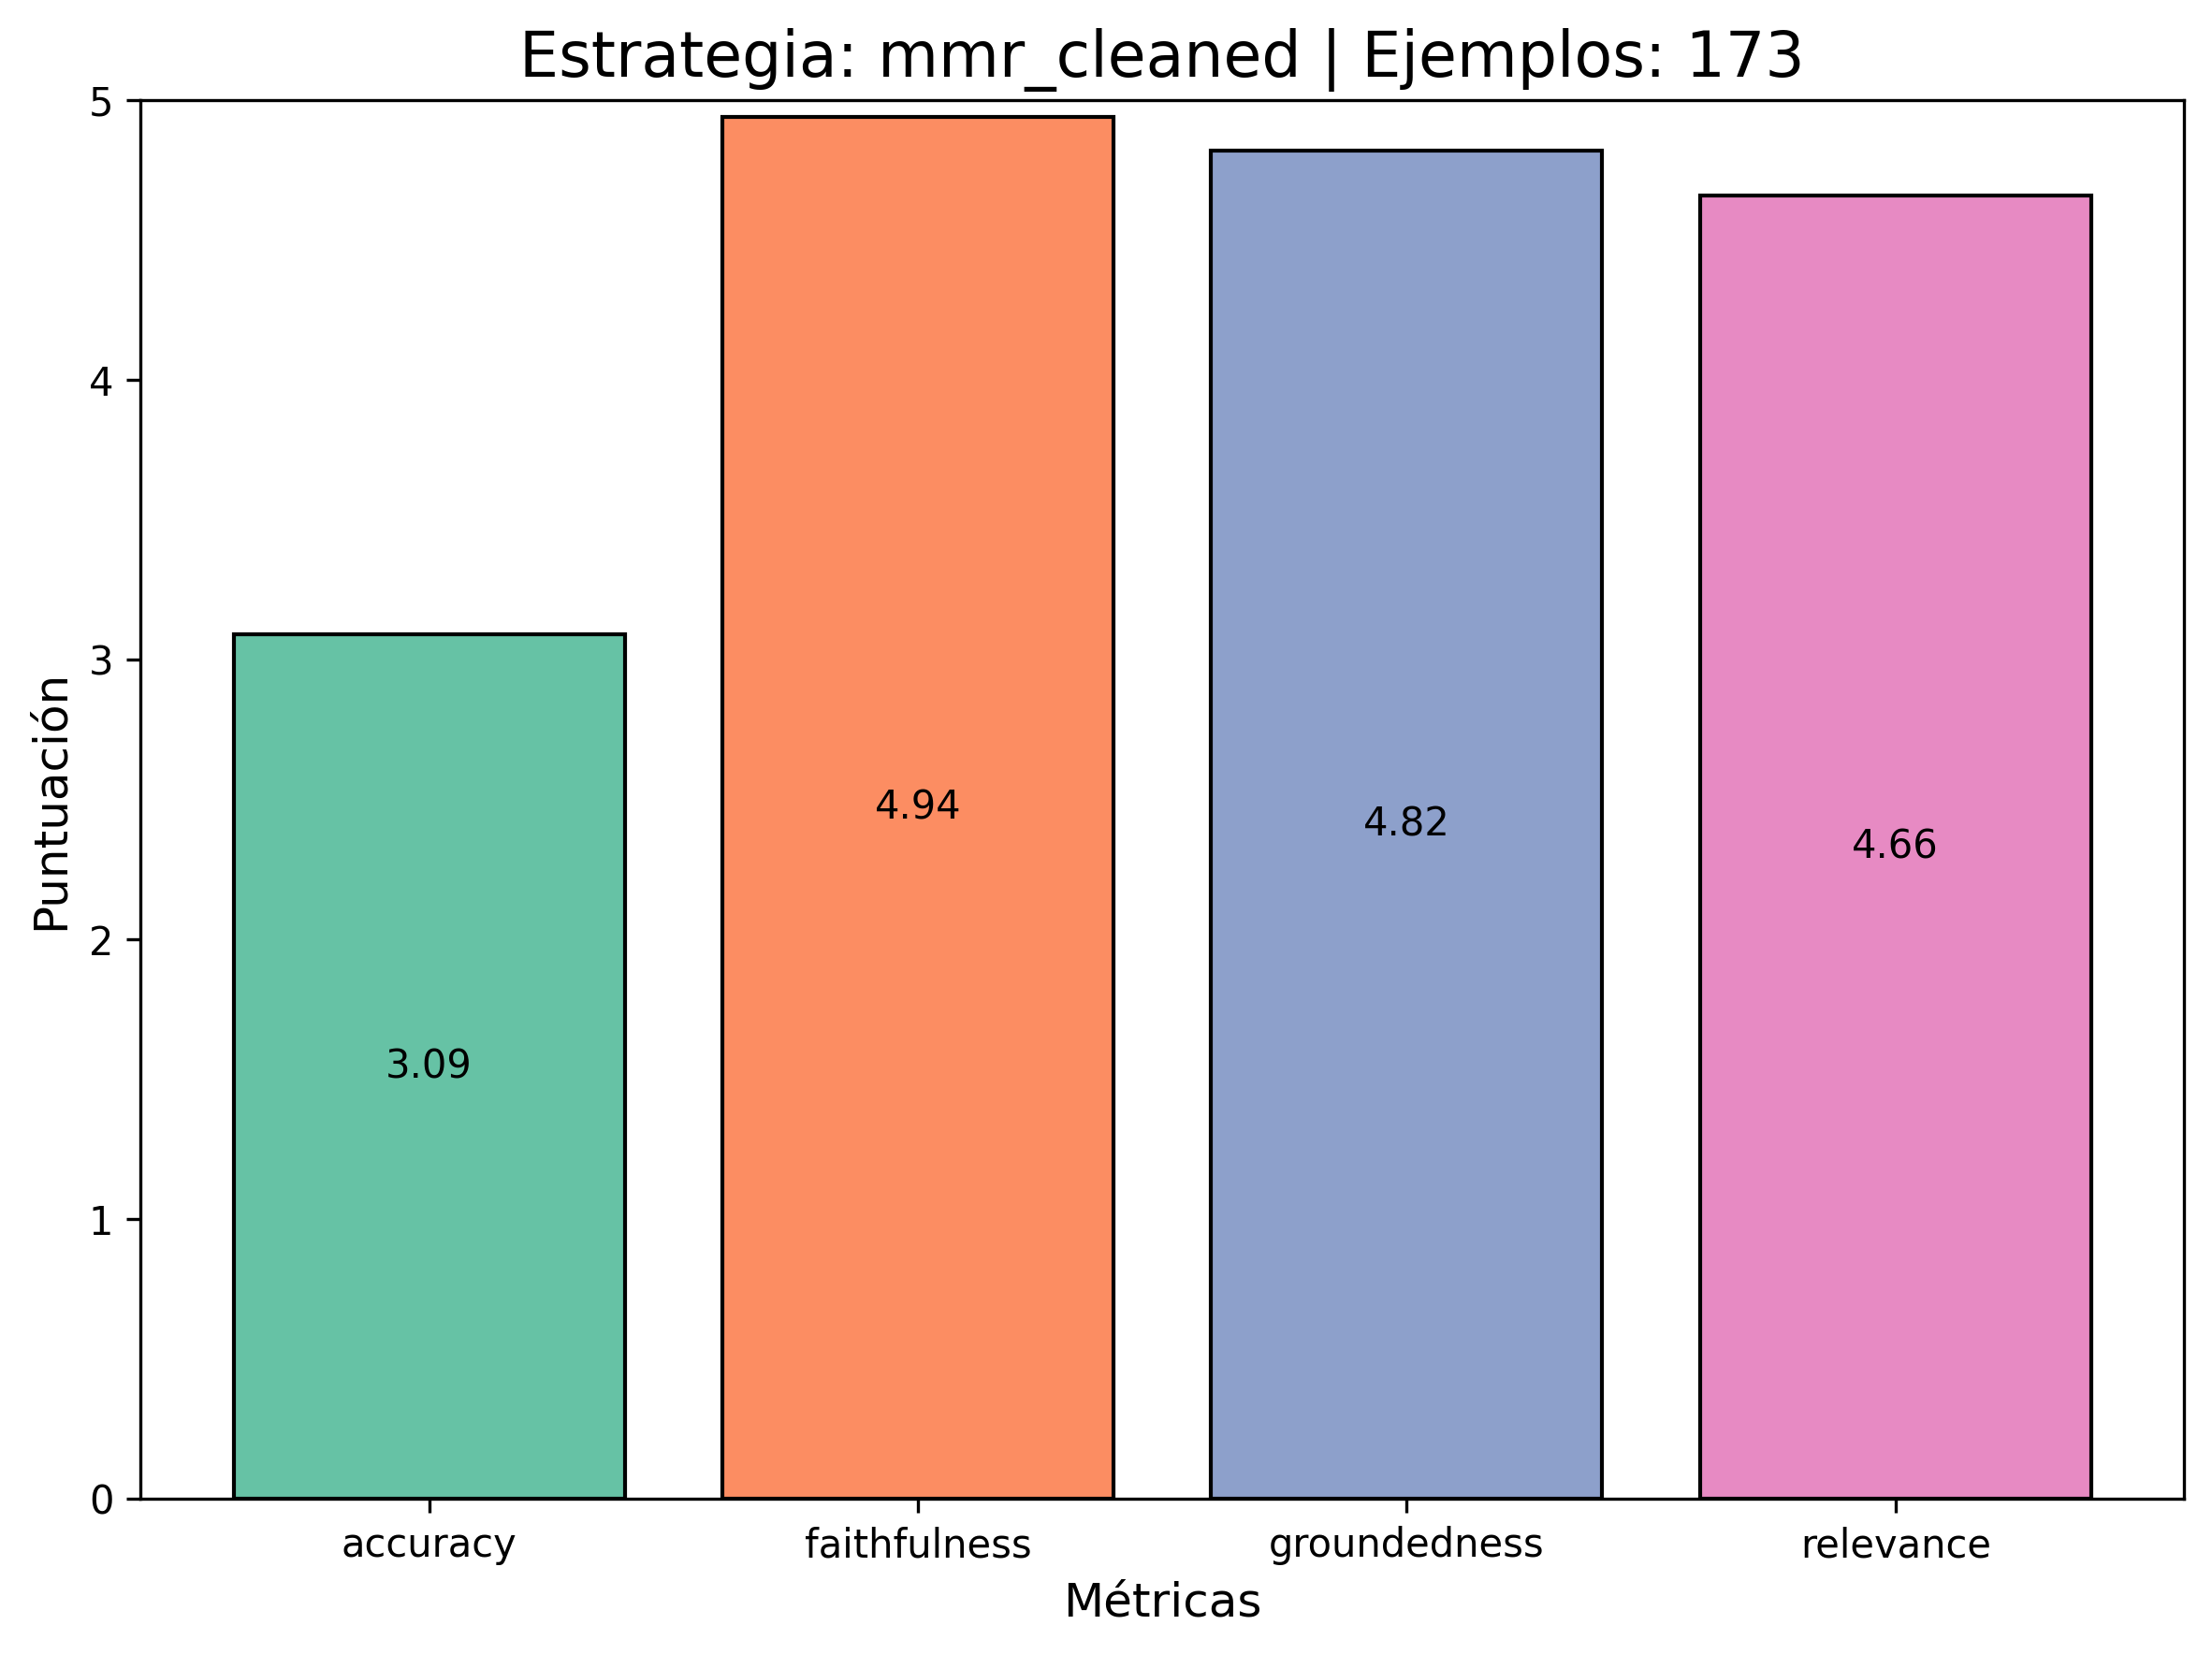 Estrategia: mmr_cleaned | Ejemplos: 173
5
4
3
2
1
0
Puntuación
3.09
4.94
4.82
4.66
accuracy
faithfulness
groundedness
relevance
Métricas